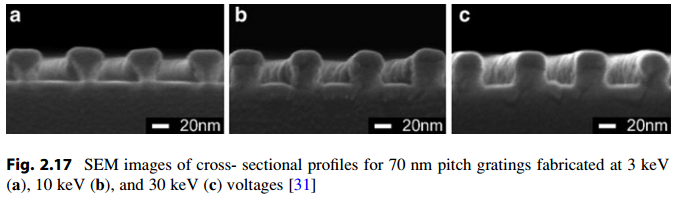 a
b
c
20nm
20nm
20nm
Fig. 2.17 SEM images of cross- sectional profiles for 70 nm pitch gratings fabricated at 3 keV
(a), 10 keV (b), and 30 keV (c) voltages [31]